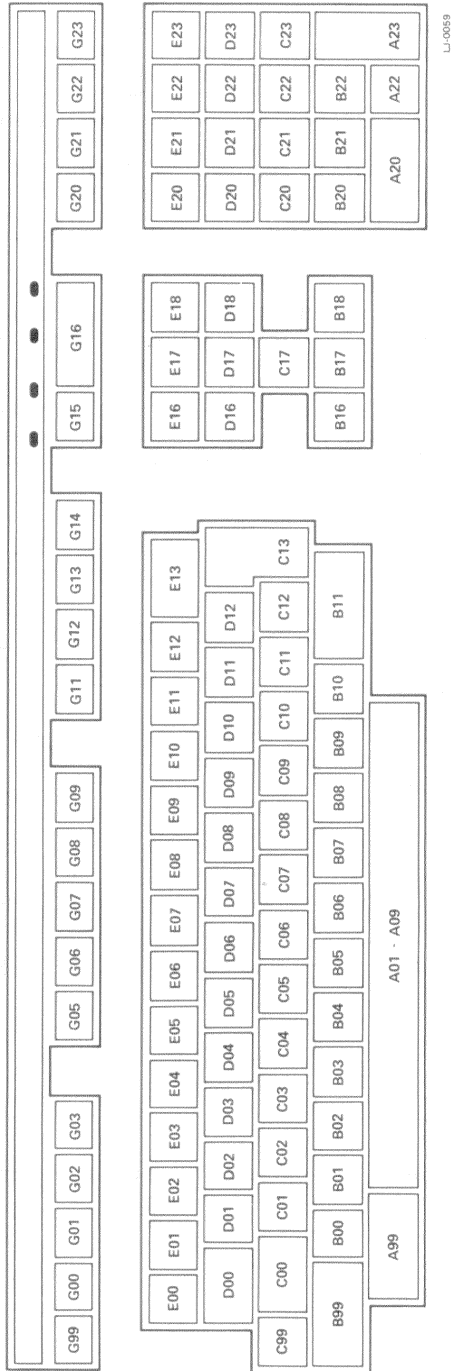 G99 G00 G01 G02 G03 G05 G06 G07 G08 G09 G11 G12 G13 G14 G15 G16 G20 G21 G22 G23
E00 E01 E02 E03 E04 E05 E06 E07 E08 E09 E10 E11 E12 E13 E16 E17 E18 E20 E21 E22 E23
D00 D01 D02 D03 D04 D05 D06 D07 D08 D09 D10 D11 D12 D16 D17 D18 D20 D21 D22 D23
C99 C00 C01 C02 C03 C04 C05 C06 C07 C08 C09 C10 C11 C12 C13 C17 C20 C21 C22 C23
B99 B00 B01 B02 B03 B04 B05 B06 B07 B08 B09 B10 B11 B16 B17 B18 B20 B21 B22
A99 A01 - A09 A20 A22 A23
LJ-0059